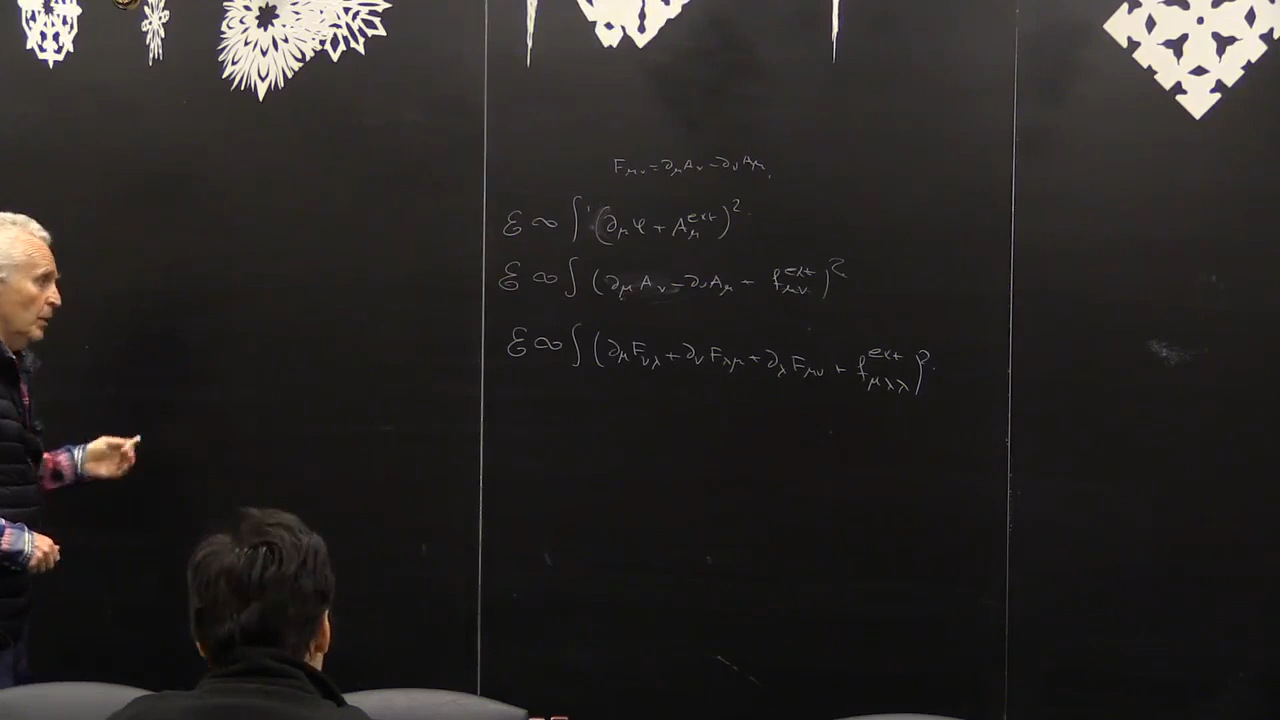 F_{μν} = ∂_μ A_ν - ∂_ν A_μ.
ℰ ∞ ∫ (∂_μ φ + A_μ^{ext})^2
ℰ ∞ ∫ (∂_μ A_ν - ∂_ν A_μ - f_{μν}^{ext})^2
ℰ ∞ ∫ (∂_μ F_{νλ} + ∂_ν F_{λμ} + ∂_λ F_{μν} + f_{μλλ}^{ext})^2.